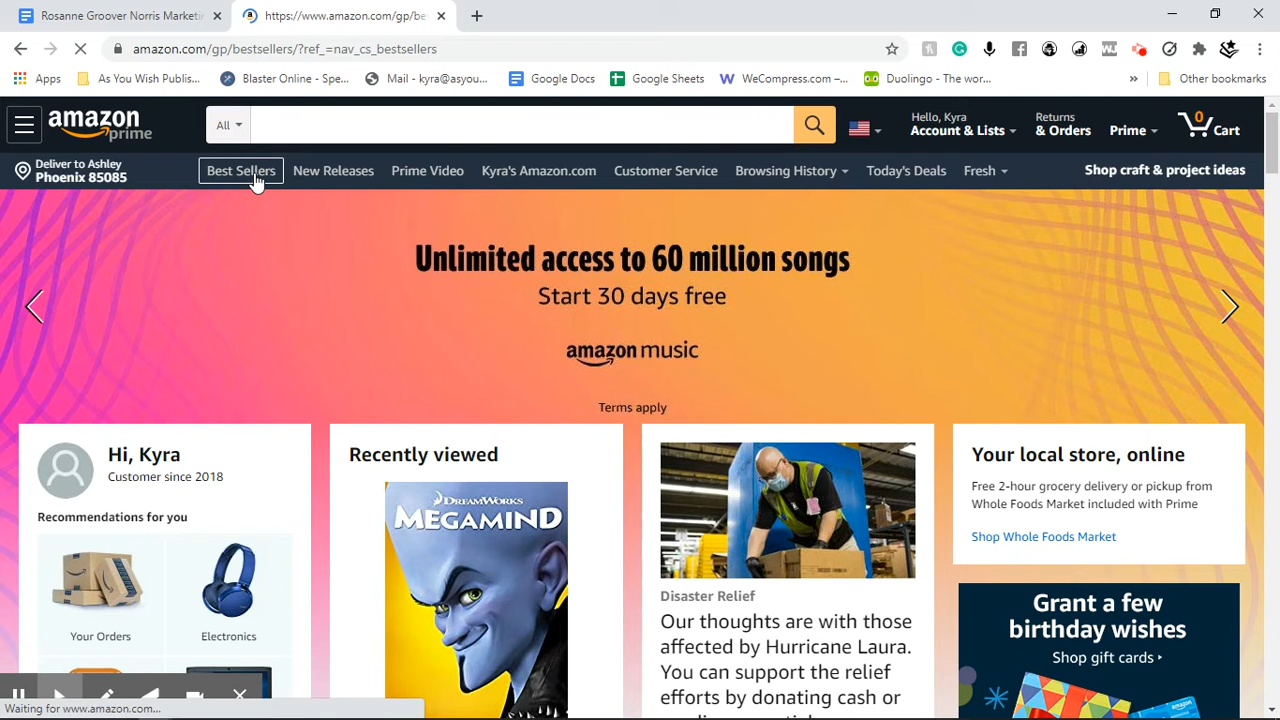 Rosanne Groover Norris Marketi
https://www.amazon.com/gp/be
amazon.com/gp/bestsellers/?ref_=nav_cs_bestsellers
Apps
As You Wish Publis...
Blaster Online - Spe...
Mail - kyra@asyou...
Google Docs
Google Sheets
WeCompress.com –...
Duolingo - The wor...
»
Other bookmarks
amazon prime
All
Hello, Kyra
Account & Lists
Returns
& Orders
Prime
0
Cart
Deliver to Ashley
Phoenix 85085
Best Sellers
New Releases
Prime Video
Kyra's Amazon.com
Customer Service
Browsing History
Today's Deals
Fresh
Shop craft & project ideas
Unlimited access to 60 million songs
Start 30 days free
amazon music
Terms apply
Hi, Kyra
Customer since 2018
Recommendations for you
Your Orders
Electronics
Recently viewed
DREAMWORKS
MEGAMIND
Disaster Relief
Our thoughts are with those
affected by Hurricane Laura.
You can support the relief
efforts by donating cash or
Your local store, online
Free 2-hour grocery delivery or pickup from
Whole Foods Market included with Prime
Shop Whole Foods Market
Grant a few
birthday wishes
Shop gift cards
Waiting for www.amazon.com...